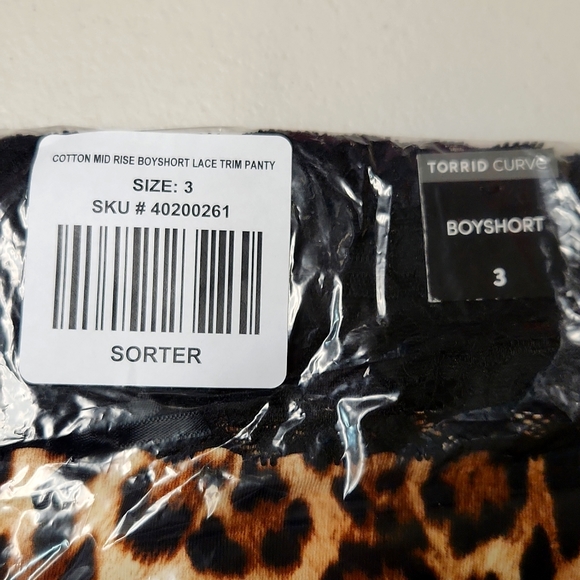 COTTON MID RISE BOYSHORT LACE TRIM PANTY
SIZE: 3
SKU # 40200261
SORTER
TORRID CURVE
BOYSHORT
3